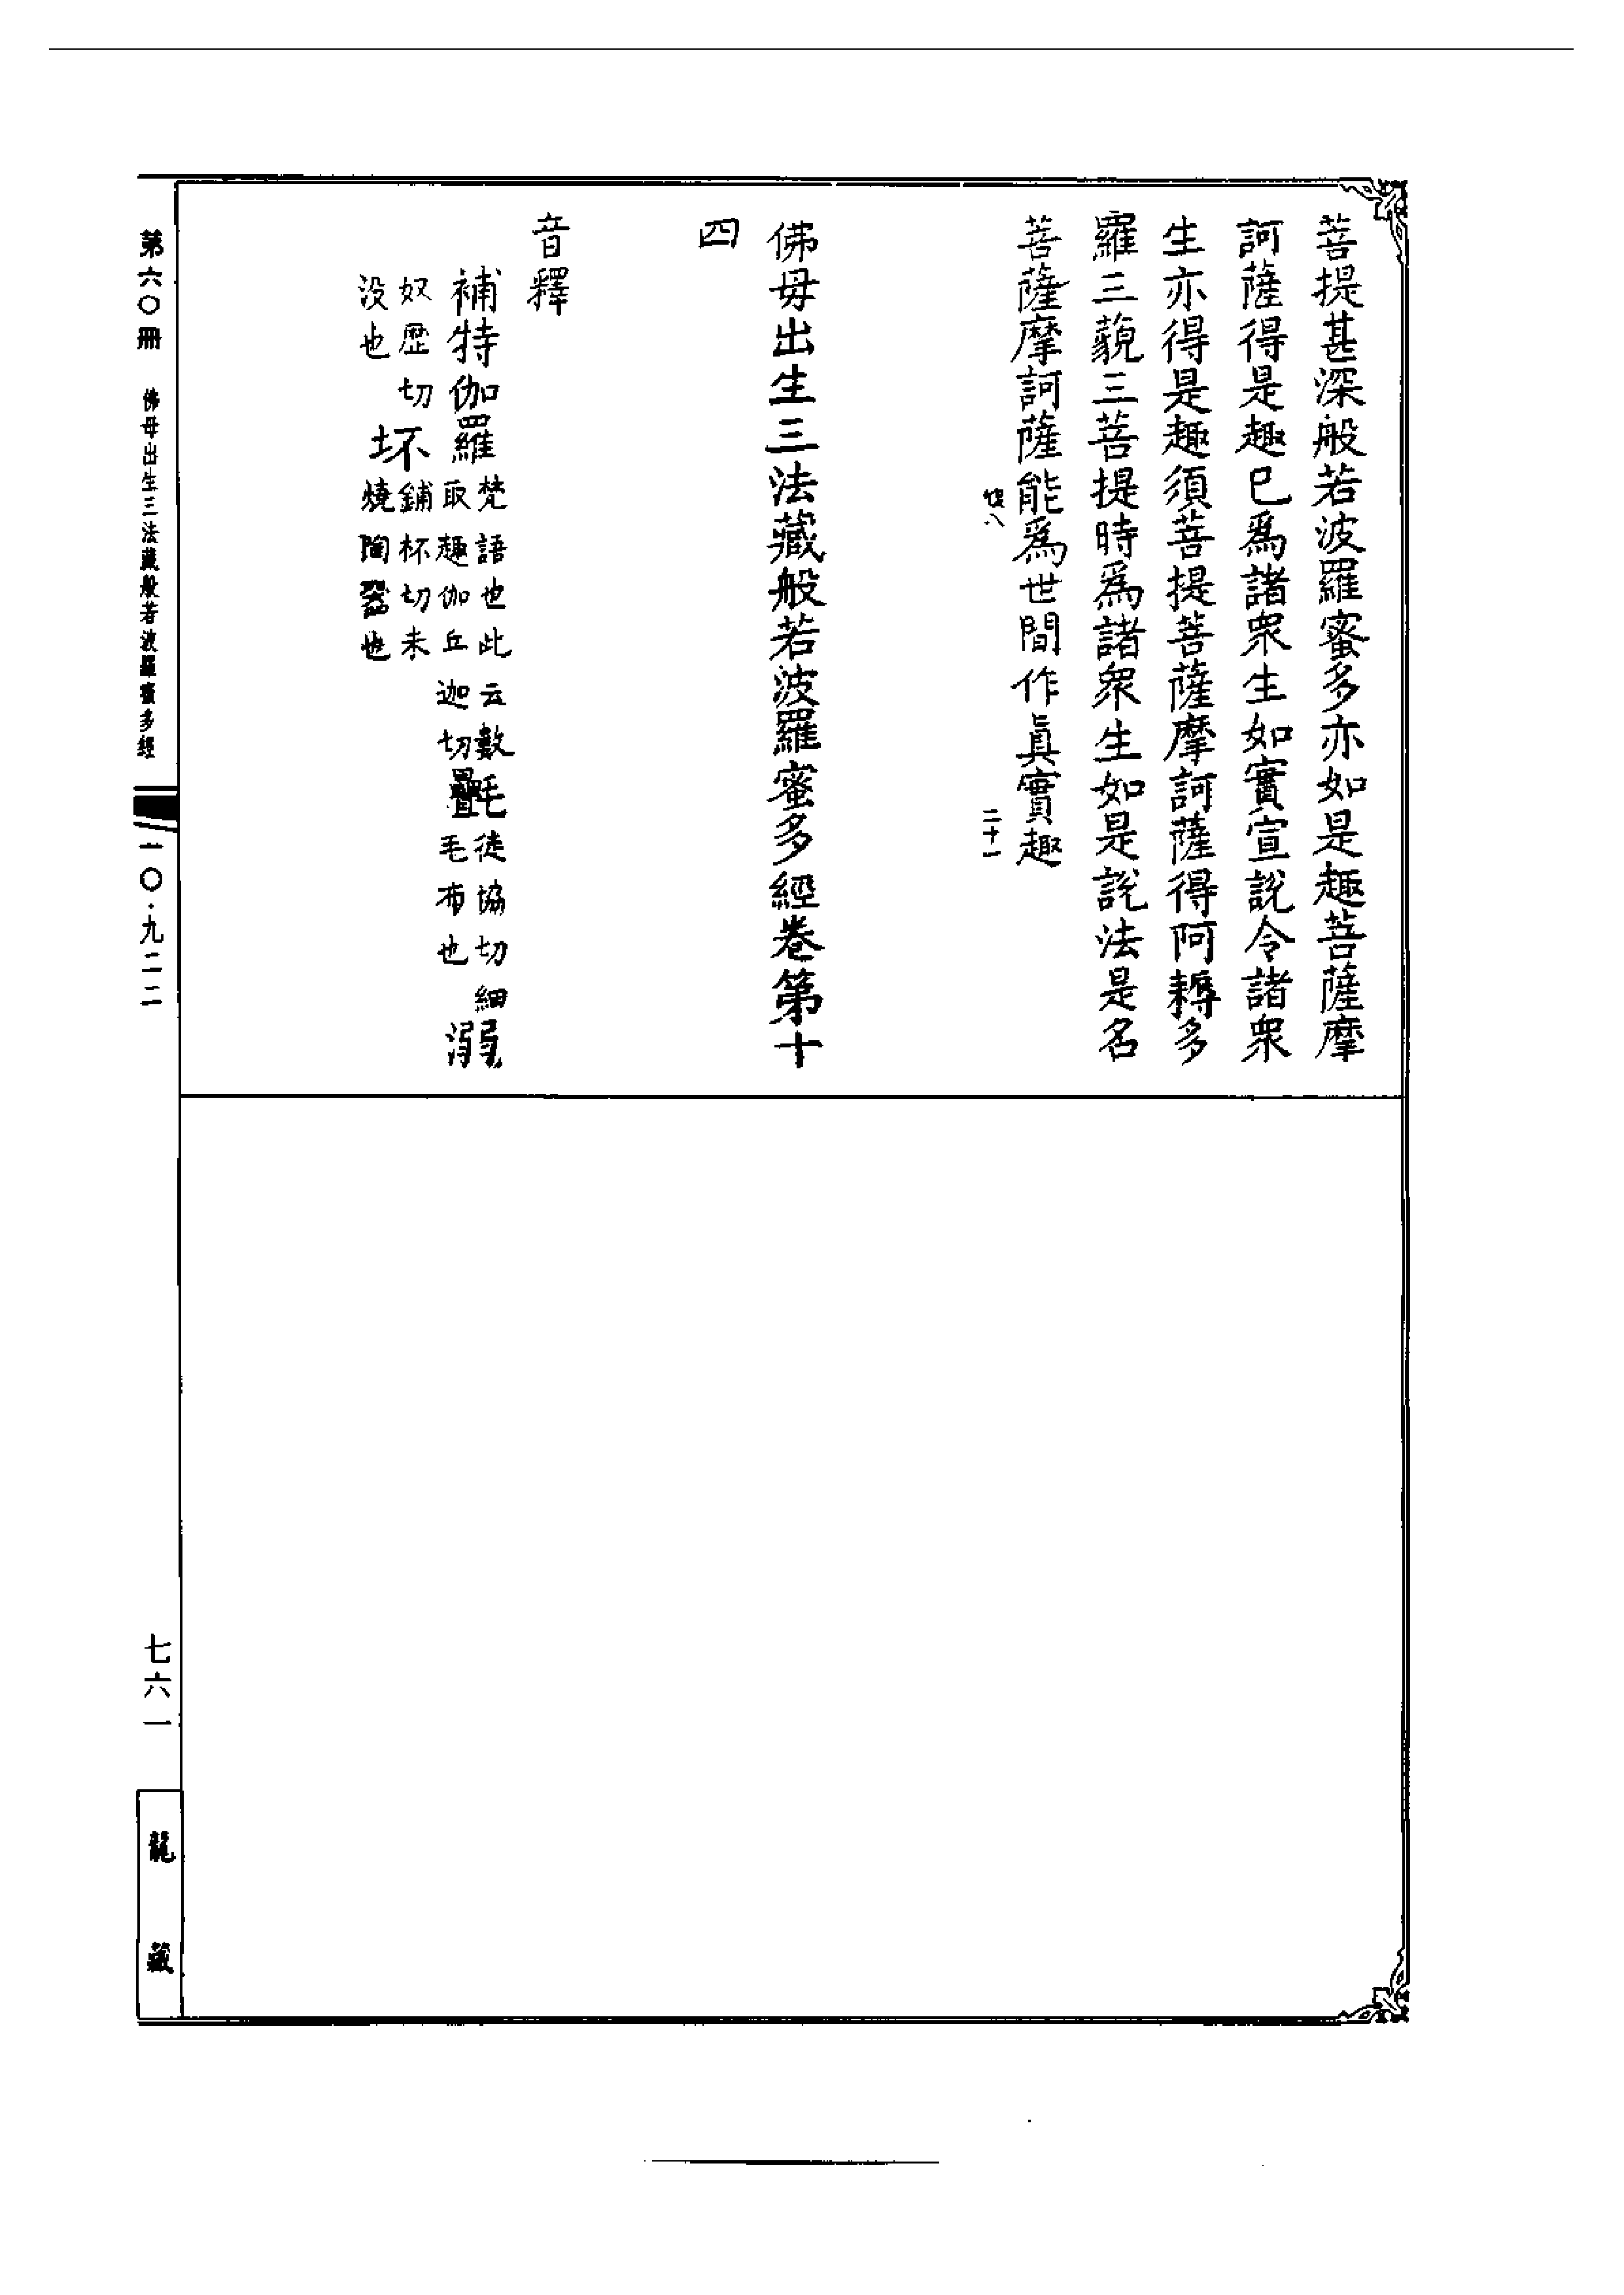 菩提甚深般若波羅蜜多亦如是趣菩薩摩
訶薩得是趣已爲諸衆生如實宣説令諸衆
生亦得是趣須菩提菩薩摩訶薩得阿耨多
羅三藐三菩提時爲諸衆生如是説法是名
菩薩摩訶薩能爲世間作眞實趣
二十一
佛母出生三法藏般若波羅蜜多經卷第十
四
音釋
補特伽羅 梵語也此云數取趣伽丘迦切 㲲 徒協切細毛布也 溺
奴歷切没也 坏 鋪杯切未燒陶器也
第六〇冊 佛母出生三法藏般若波羅蜜多經 一〇·九二二
七六一
龍藏